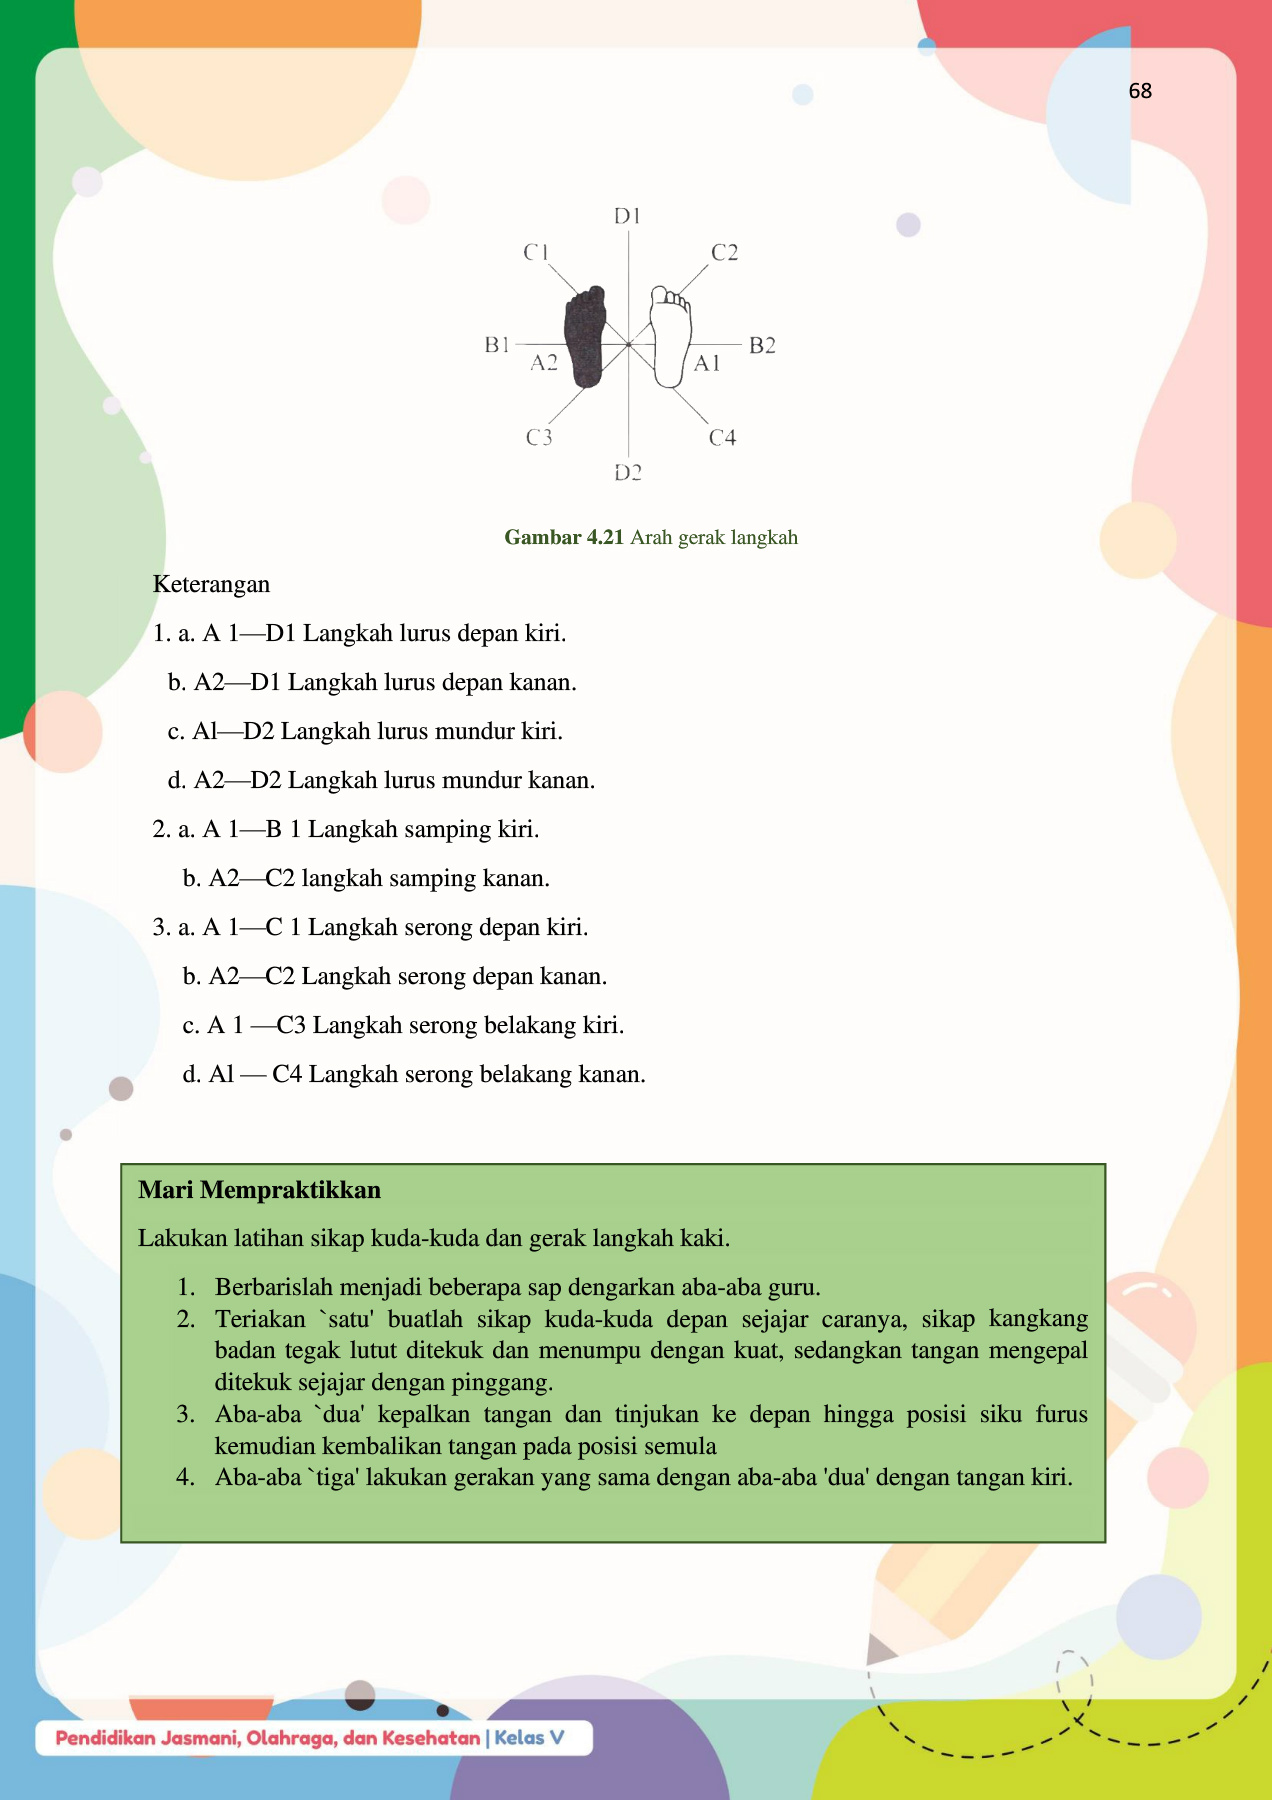 68
D1
C1
C2
B1
B2
A2
A1
C3
C4
D2
Gambar 4.21 Arah gerak langkah
Keterangan
1. a. A 1—D1 Langkah lurus depan kiri.
b. A2—D1 Langkah lurus depan kanan.
c. Al—D2 Langkah lurus mundur kiri.
d. A2—D2 Langkah lurus mundur kanan.
2. a. A 1—B 1 Langkah samping kiri.
b. A2—C2 langkah samping kanan.
3. a. A 1—C 1 Langkah serong depan kiri.
b. A2—C2 Langkah serong depan kanan.
c. A 1 —C3 Langkah serong belakang kiri.
d. Al — C4 Langkah serong belakang kanan.
Mari Mempraktikkan
Lakukan latihan sikap kuda-kuda dan gerak langkah kaki.
1. Berbarislah menjadi beberapa sap dengarkan aba-aba guru.
2. Teriakan `satu' buatlah sikap kuda-kuda depan sejajar caranya, sikap kangkang
badan tegak lutut ditekuk dan menumpu dengan kuat, sedangkan tangan mengepal
ditekuk sejajar dengan pinggang.
3. Aba-aba `dua' kepalkan tangan dan tinjukan ke depan hingga posisi siku furus
kemudian kembalikan tangan pada posisi semula
4. Aba-aba `tiga' lakukan gerakan yang sama dengan aba-aba 'dua' dengan tangan kiri.
Pendidikan Jasmani, Olahraga, dan Kesehatan | Kelas V